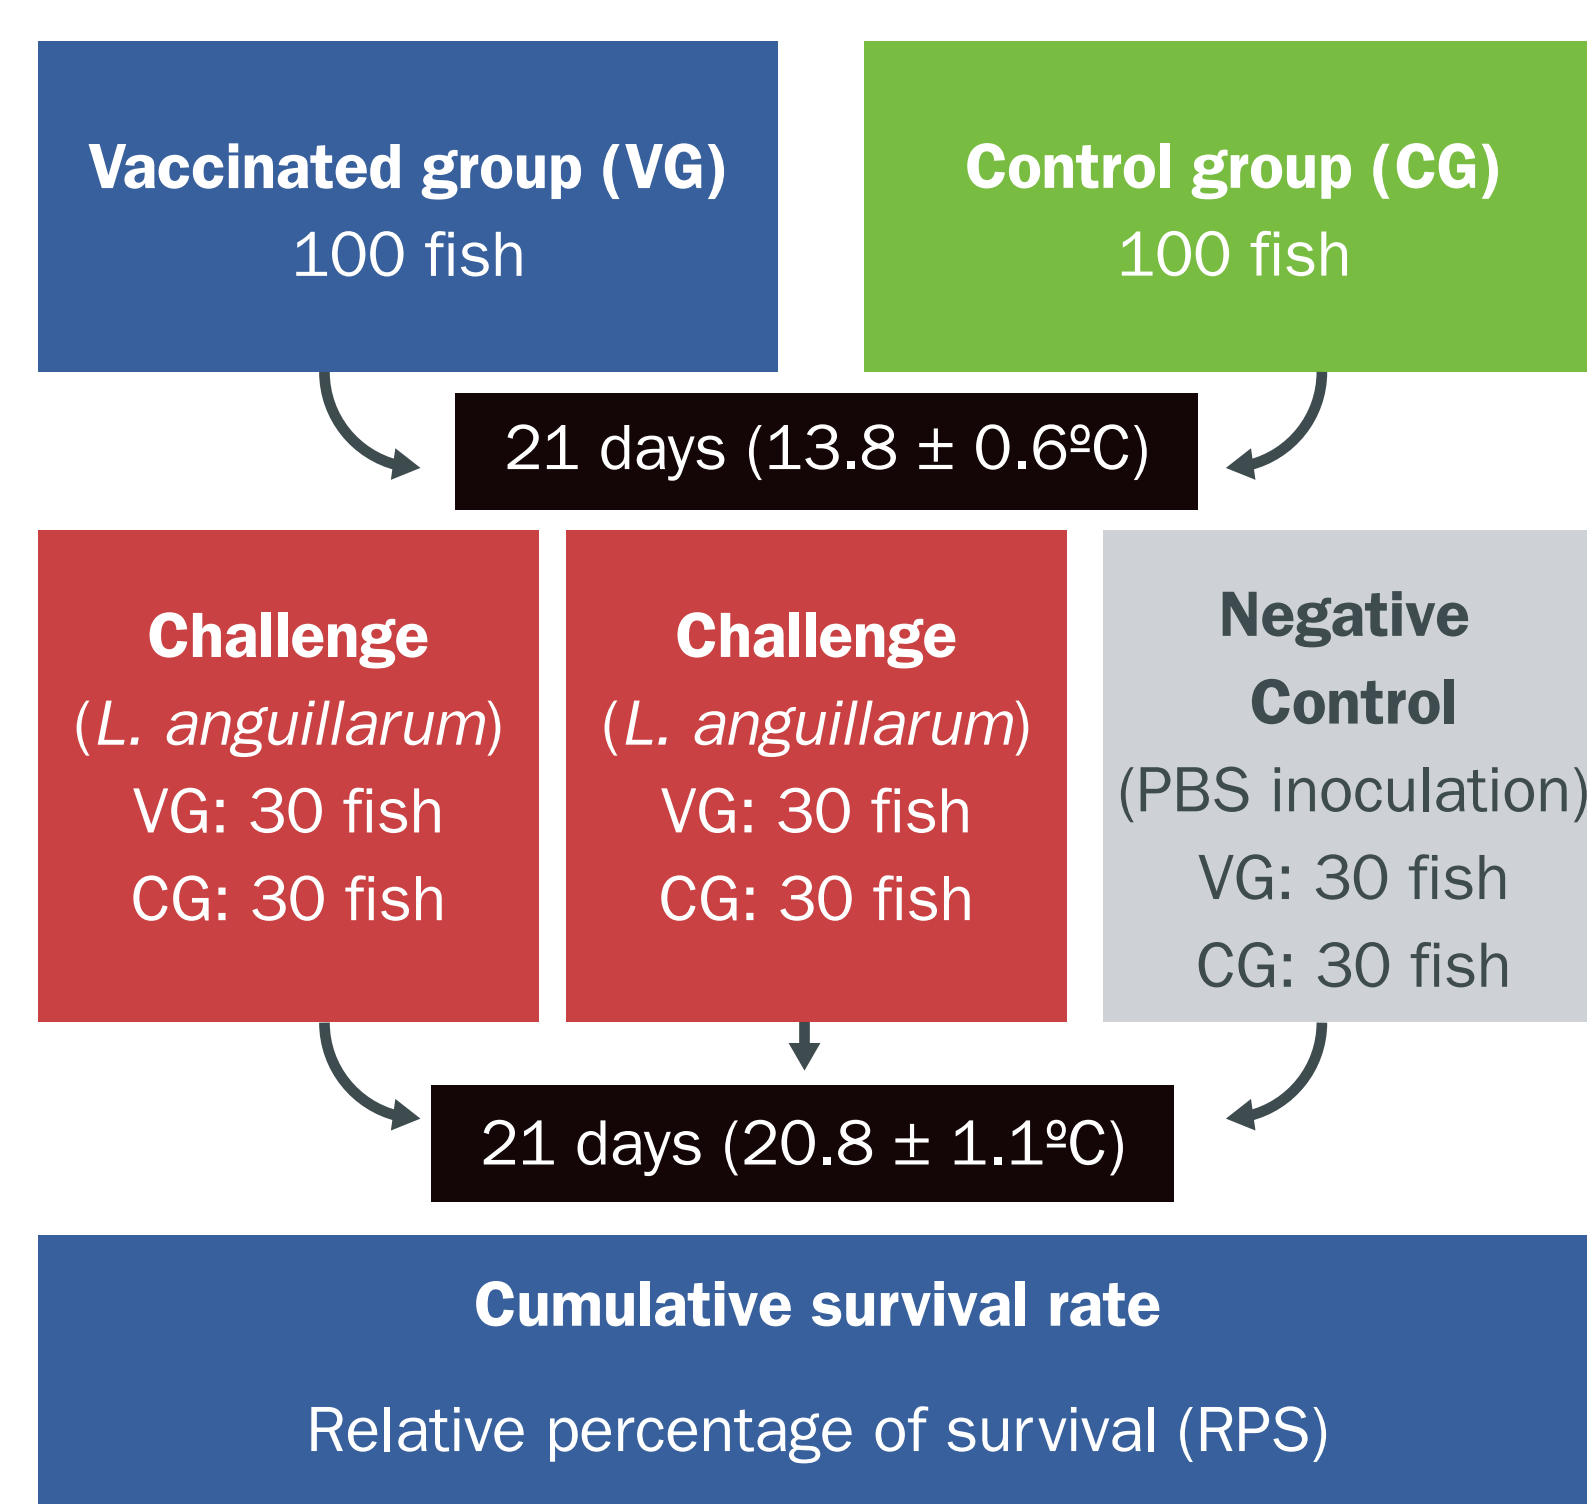 Vaccinated group (VG)
100 fish
Control group (CG)
100 fish
21 days (13.8 ± 0.6ºC)
Challenge
(L. anguillarum)
VG: 30 fish
CG: 30 fish
Challenge
(L. anguillarum)
VG: 30 fish
CG: 30 fish
Negative
Control
(PBS inoculation)
VG: 30 fish
CG: 30 fish
21 days (20.8 ± 1.1ºC)
Cumulative survival rate
Relative percentage of survival (RPS)